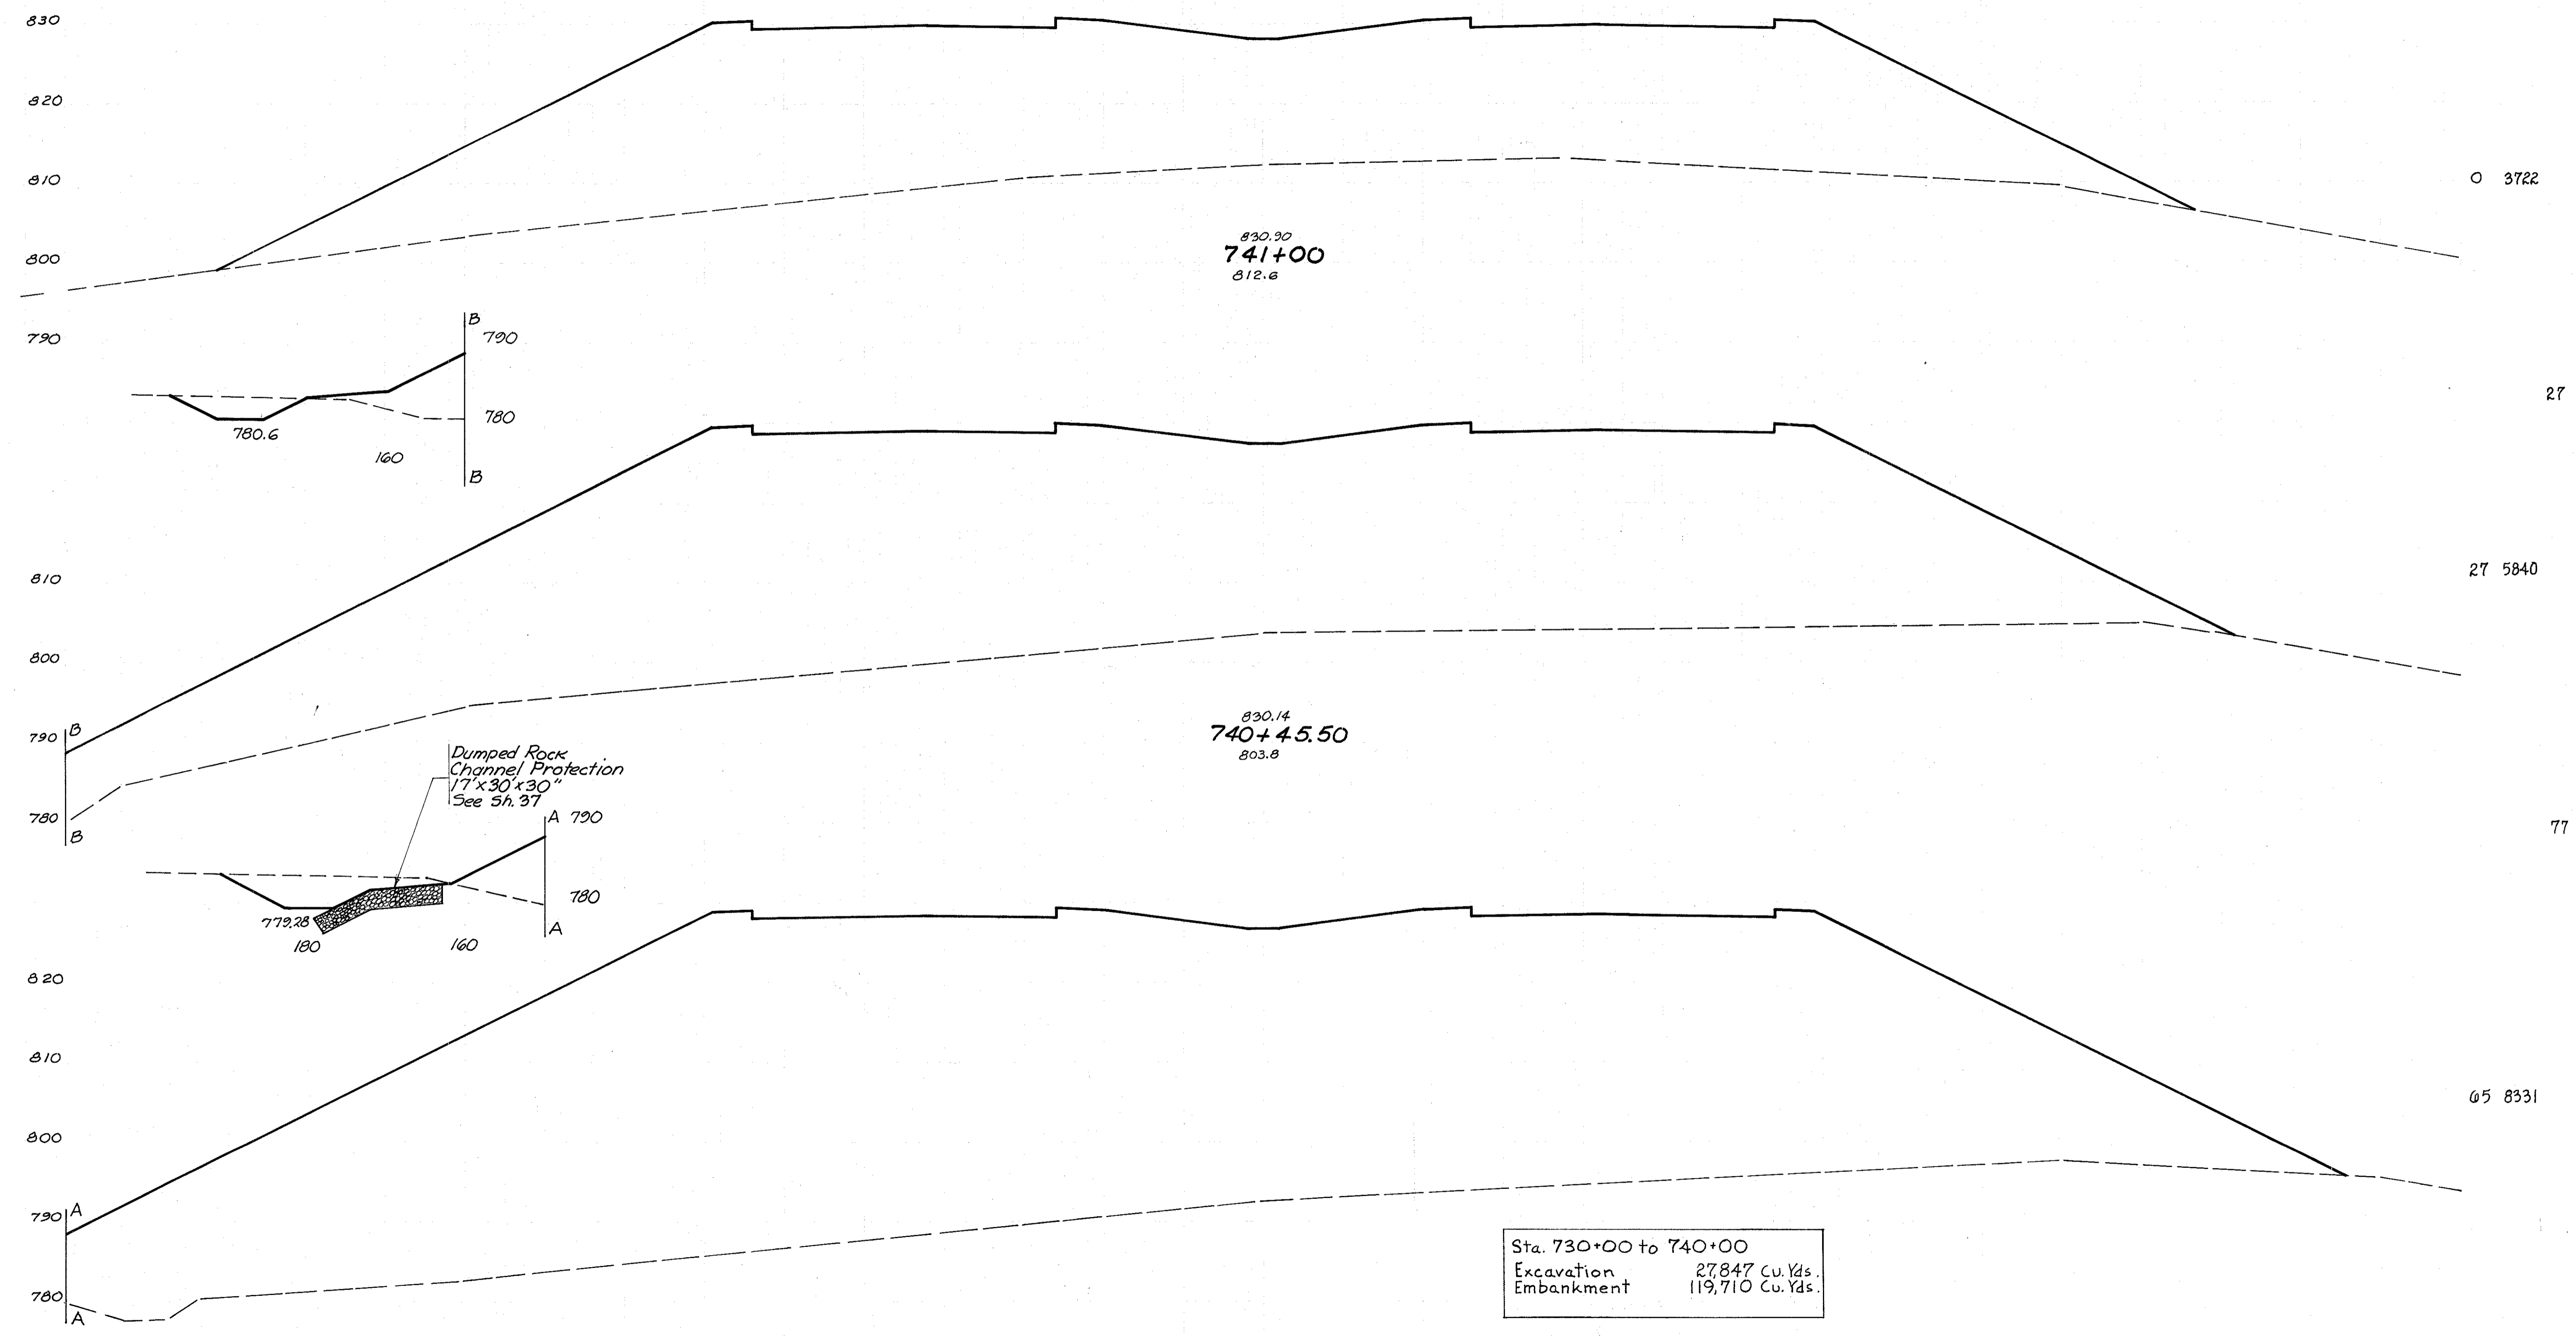 830
820
810
0 3722
830.90
741+00
812.6
800
790
B
790
27
780
780.6
160
B
810
27 5840
800
830.14
740+45.50
803.8
790 B
780
B
Dumped Rock
Channel Protection
17'x30'x30"
See Sh. 37
77
A 790
780
779.28
180
160
A
820
810
65 8331
800
790 A
780
A
Sta. 730+00 to 740+00
Excavation 27,847 Cu. Yds.
Embankment 119,710 Cu. Yds.